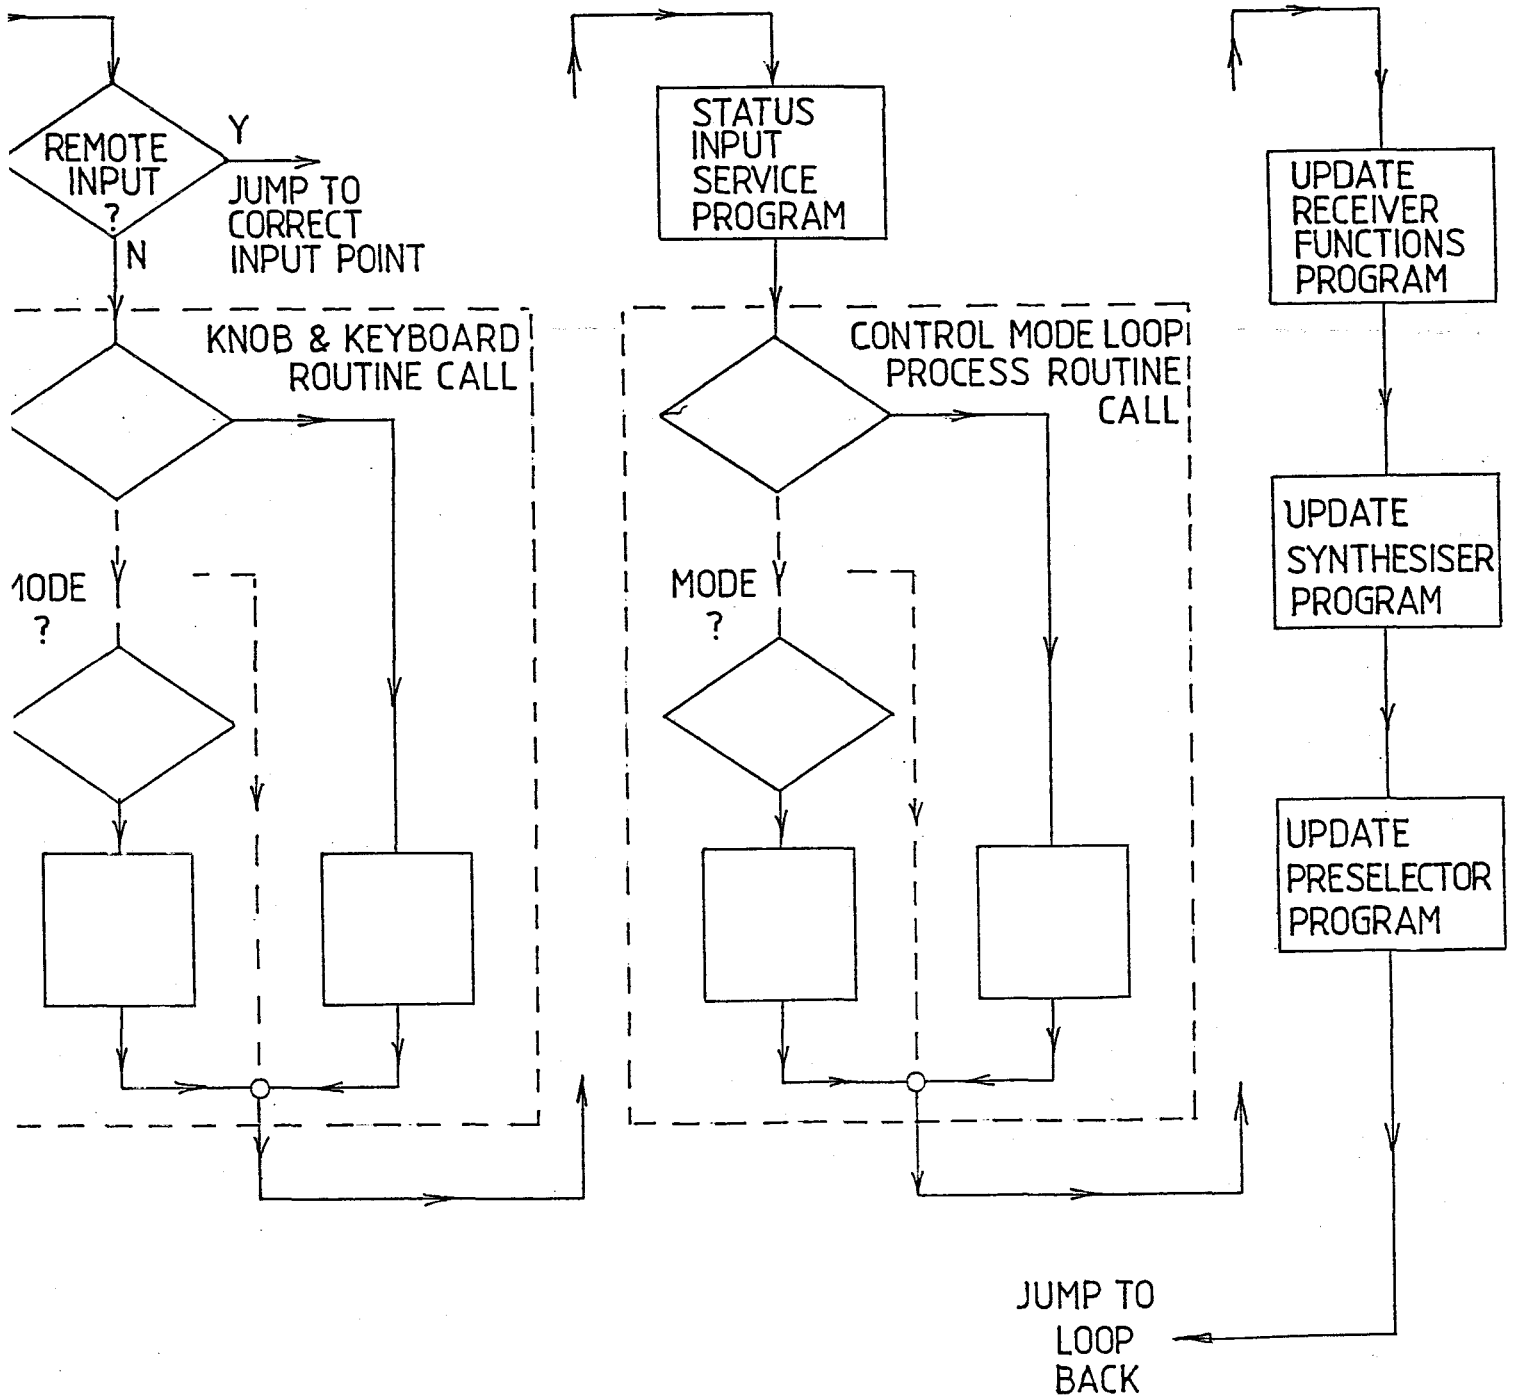 REMOTE
INPUT
?
Y
JUMP TO
CORRECT
INPUT POINT
N
KNOB & KEYBOARD
ROUTINE CALL
MODE
?
STATUS
INPUT
SERVICE
PROGRAM
CONTROL MODE LOOP
PROCESS ROUTINE
CALL
MODE
?
UPDATE
RECEIVER
FUNCTIONS
PROGRAM
UPDATE
SYNTHESISER
PROGRAM
UPDATE
PRESELECTOR
PROGRAM
JUMP TO
LOOP
BACK